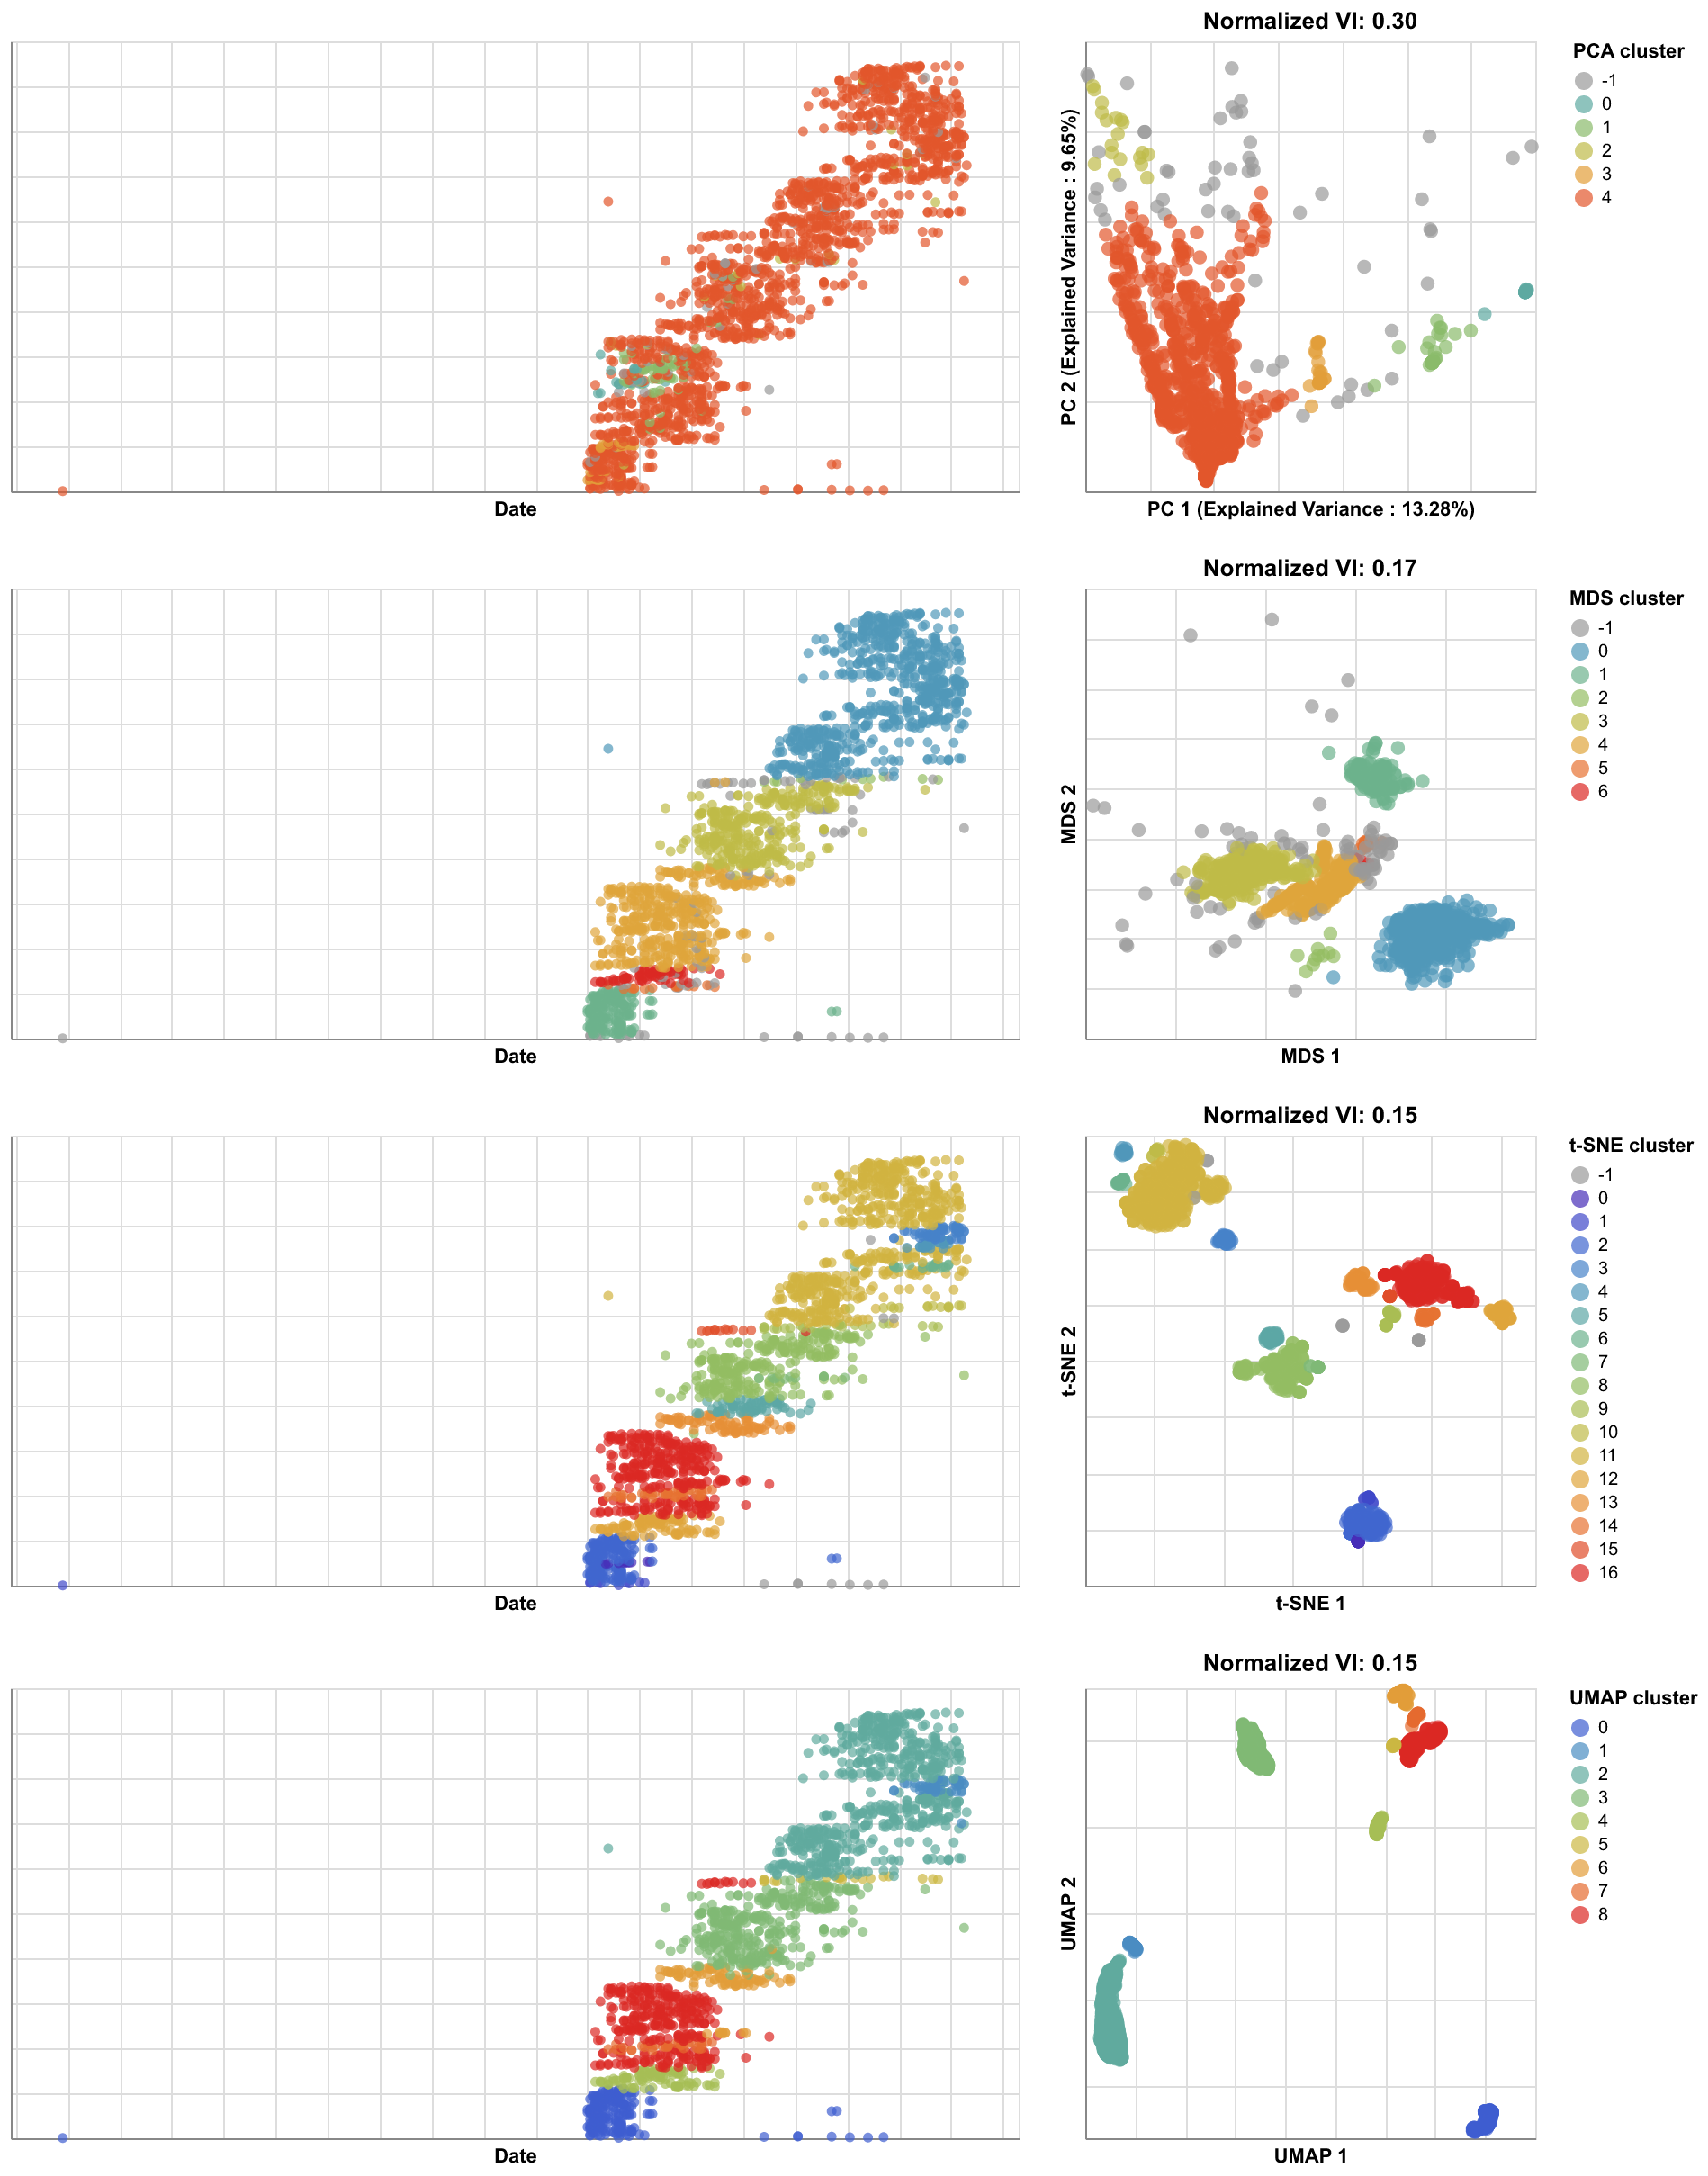 Normalized VI: 0.30
PCA cluster
-1
0
1
2
3
4
PC 2 (Explained Variance : 9.65%)
Date
PC 1 (Explained Variance : 13.28%)
Normalized VI: 0.17
MDS cluster
-1
0
1
2
3
4
5
6
MDS 2
Date
MDS 1
Normalized VI: 0.15
t-SNE cluster
-1
0
1
2
3
4
5
6
7
8
9
10
11
12
13
14
15
16
t-SNE 2
Date
t-SNE 1
Normalized VI: 0.15
UMAP cluster
0
1
2
3
4
5
6
7
8
UMAP 2
Date
UMAP 1